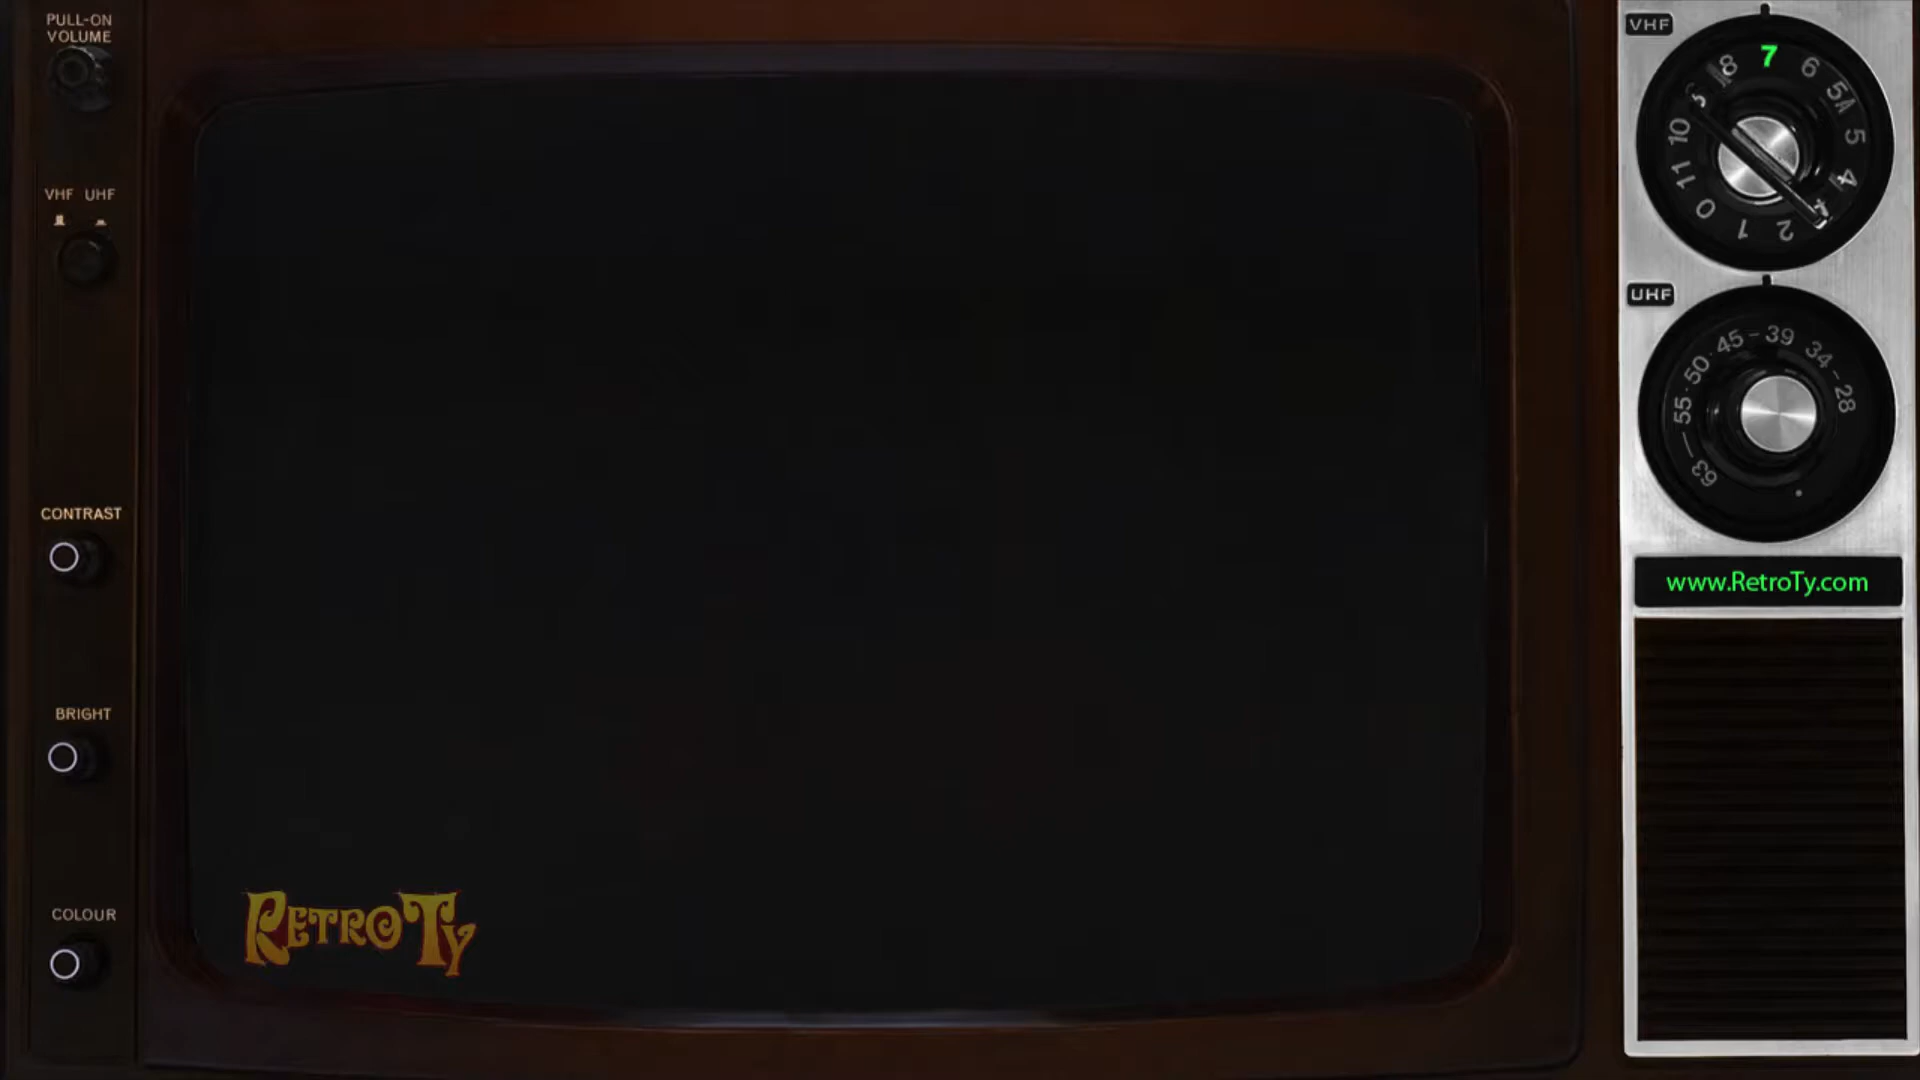 PULL-ON
VOLUME
VHF UHF
CONTRAST
BRIGHT
COLOUR
RETROTY
VHF
7
6
5A
5
4
2
1
0
11
10
8
UHF
63 — 55 · 50 · 45 – 39 34 – 28
www.RetroTy.com